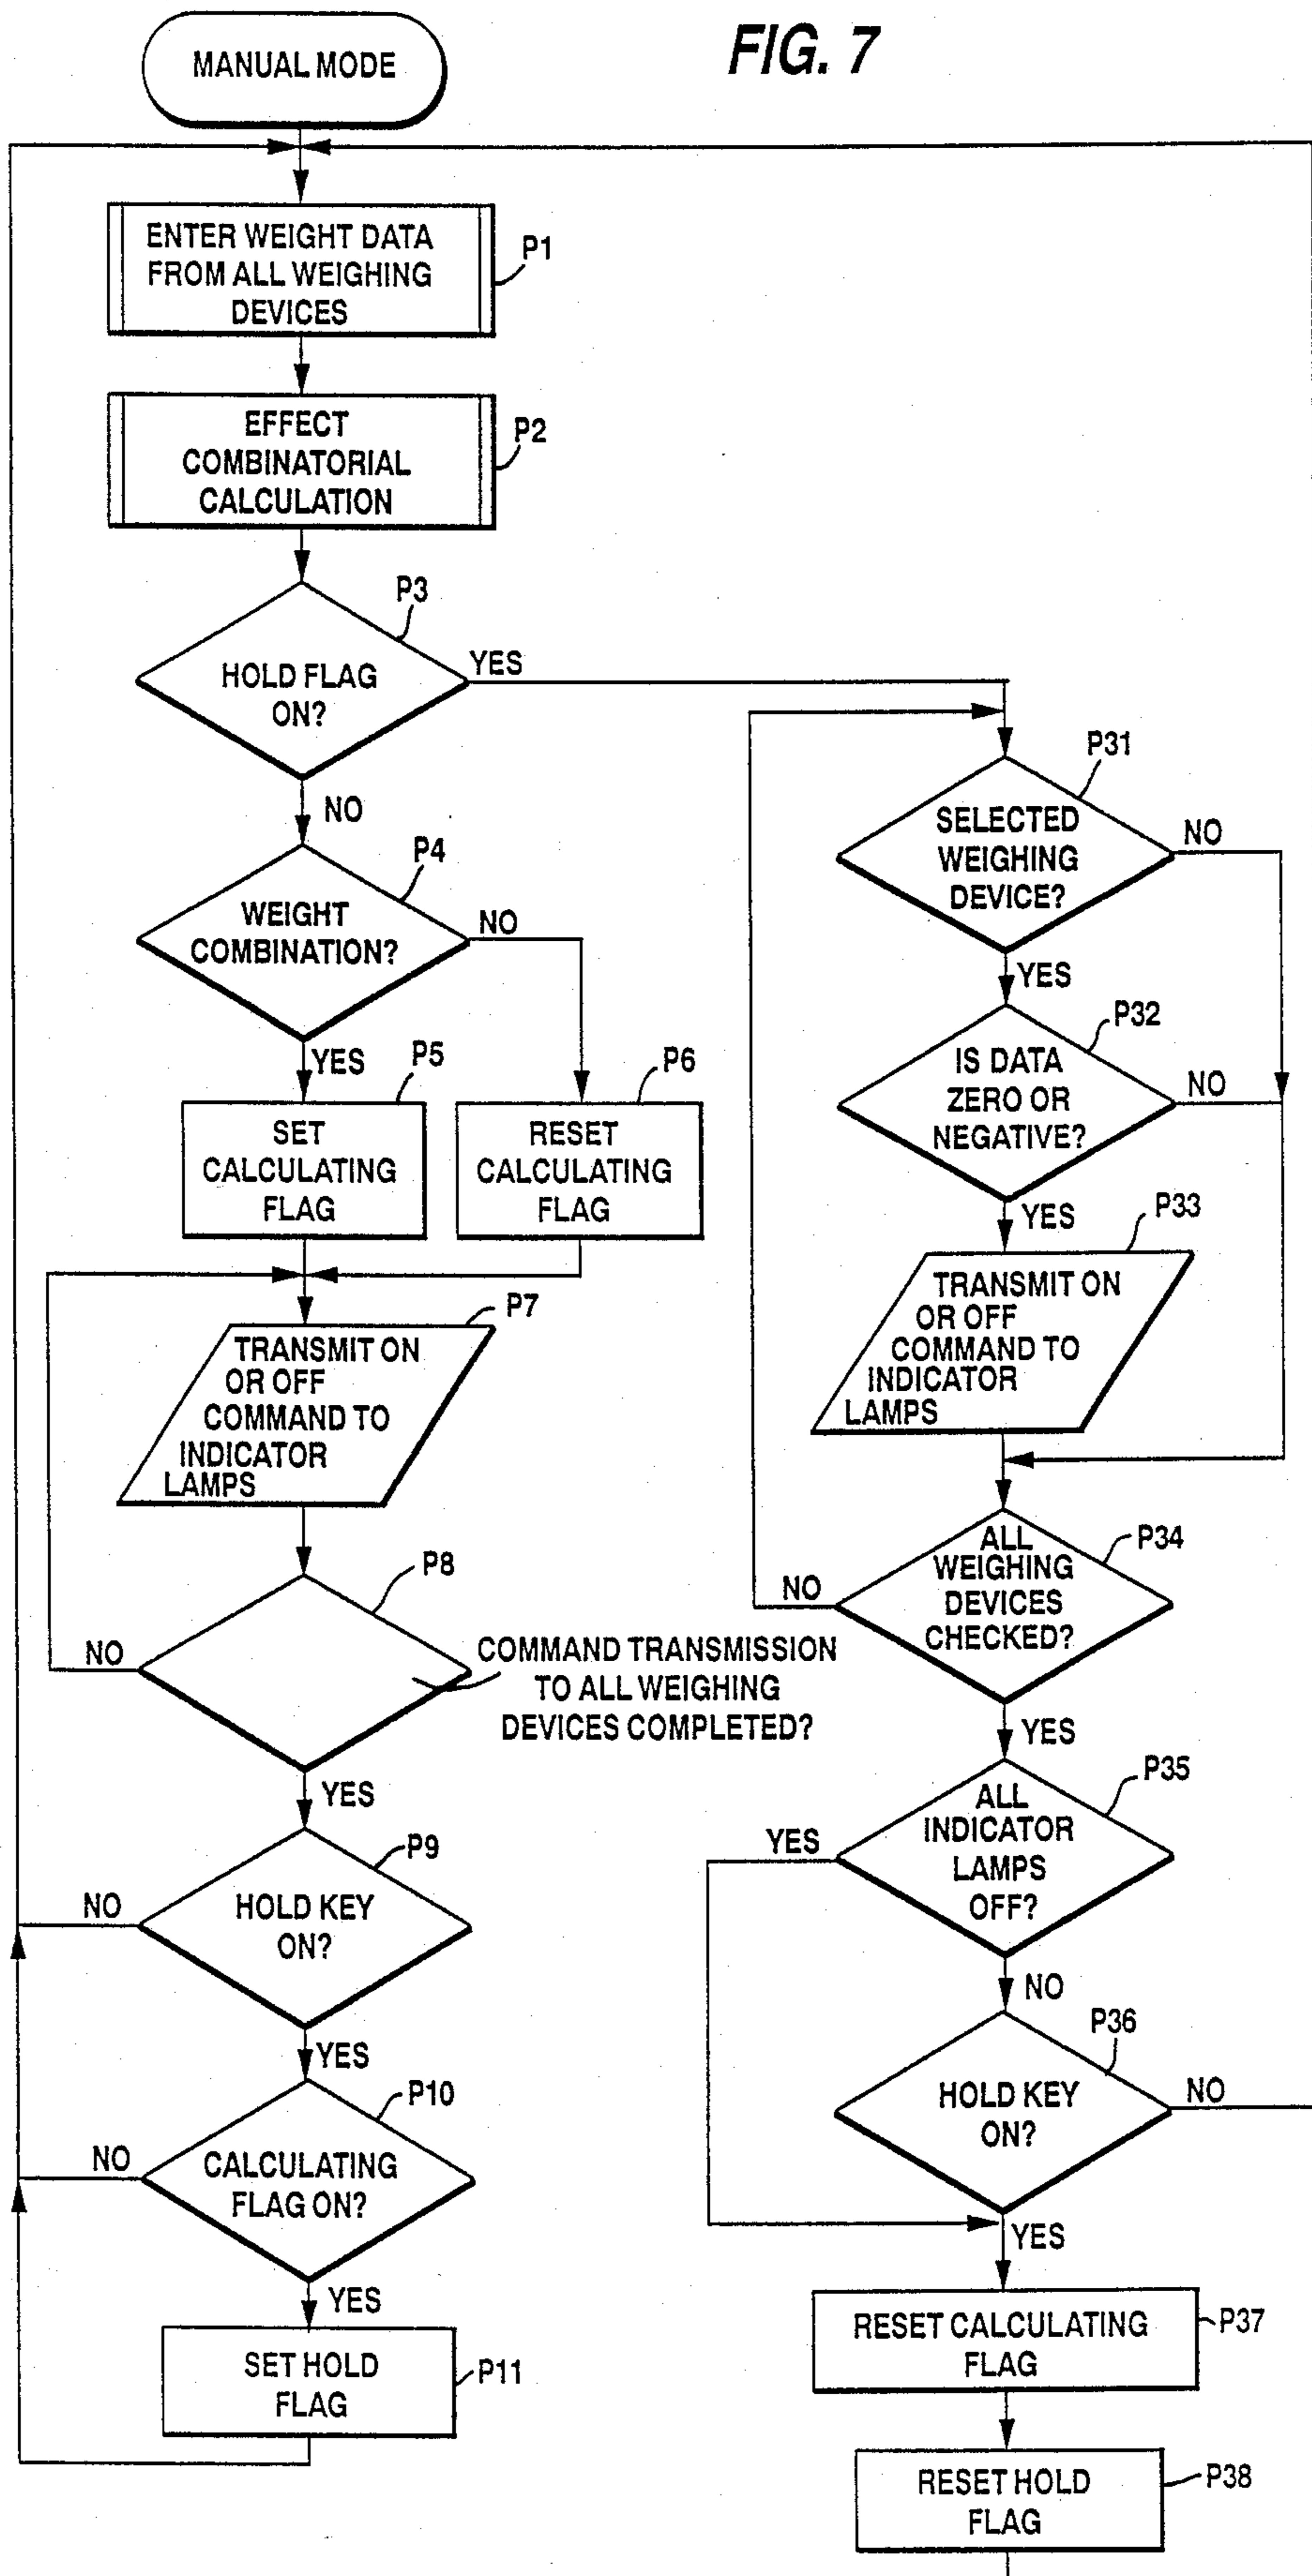 FIG. 7
MANUAL MODE
ENTER WEIGHT DATA
FROM ALL WEIGHING
DEVICES
P1
EFFECT
COMBINATORIAL
CALCULATION
P2
P3
HOLD FLAG
ON?
YES
NO
P4
WEIGHT
COMBINATION?
NO
YES
P5
SET
CALCULATING
FLAG
P6
RESET
CALCULATING
FLAG
P7
TRANSMIT ON
OR OFF
COMMAND TO
INDICATOR
LAMPS
P8
NO
COMMAND TRANSMISSION
TO ALL WEIGHING
DEVICES COMPLETED?
YES
P9
NO
HOLD KEY
ON?
YES
P10
NO
CALCULATING
FLAG ON?
YES
SET HOLD
FLAG
P11
P31
SELECTED
WEIGHING
DEVICE?
NO
YES
P32
IS DATA
ZERO OR
NEGATIVE?
NO
YES
P33
TRANSMIT ON
OR OFF
COMMAND TO
INDICATOR
LAMPS
P34
ALL
WEIGHING
DEVICES
CHECKED?
NO
YES
P35
ALL
INDICATOR
LAMPS
OFF?
YES
NO
P36
HOLD KEY
ON?
NO
YES
RESET CALCULATING
FLAG
P37
RESET HOLD
FLAG
P38